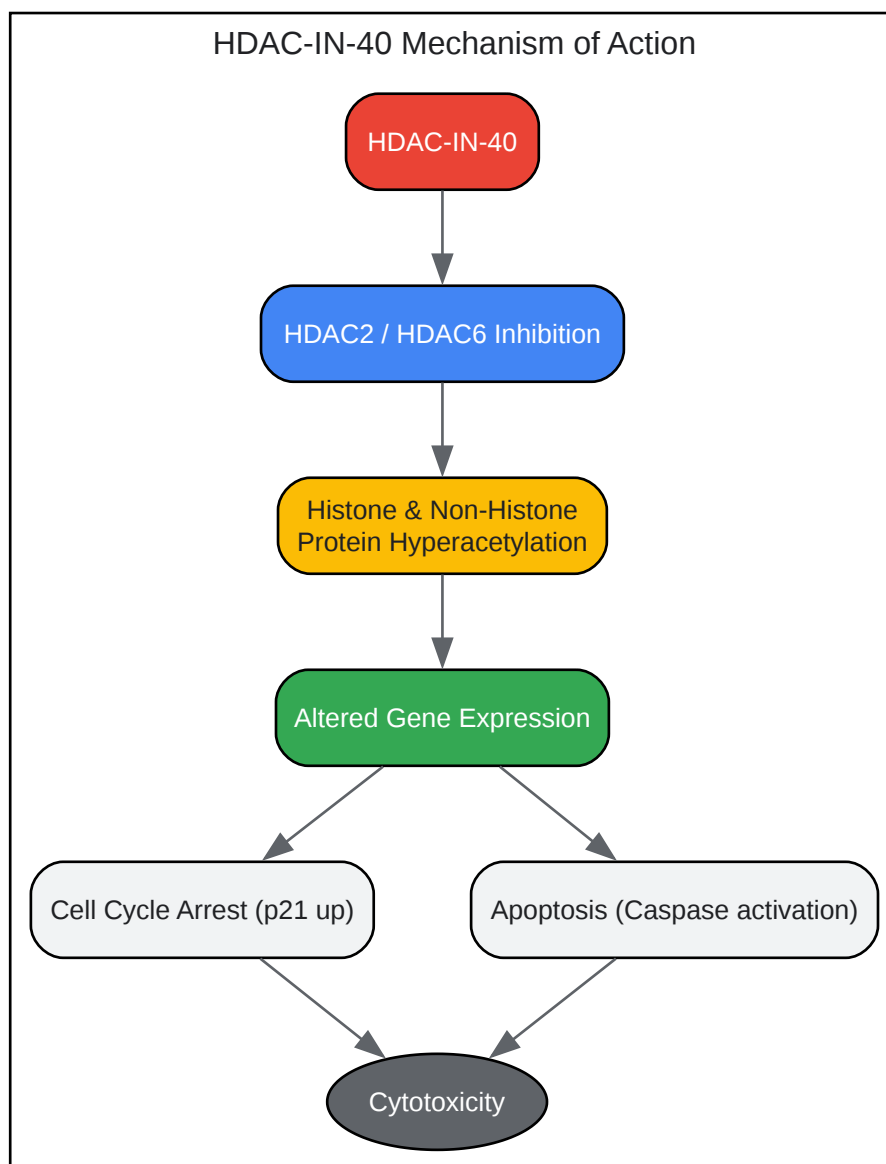 HDAC-IN-40 Mechanism of Action
HDAC-IN-40
HDAC2 / HDAC6 Inhibition
Histone & Non-Histone
Protein Hyperacetylation
Altered Gene Expression
Cell Cycle Arrest (p21 up)
Apoptosis (Caspase activation)
Cytotoxicity